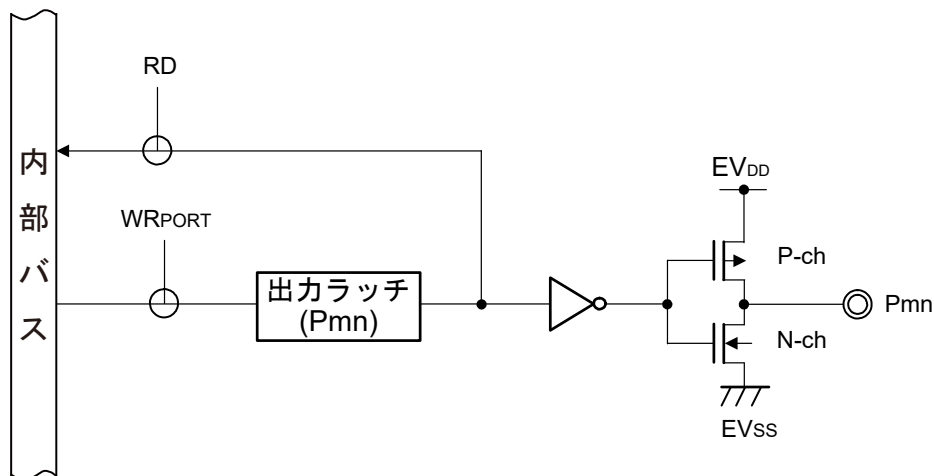 RD
内部バス
WRPORT
出力ラッチ
(Pmn)
EVDD
P-ch
Pmn
N-ch
EVSS